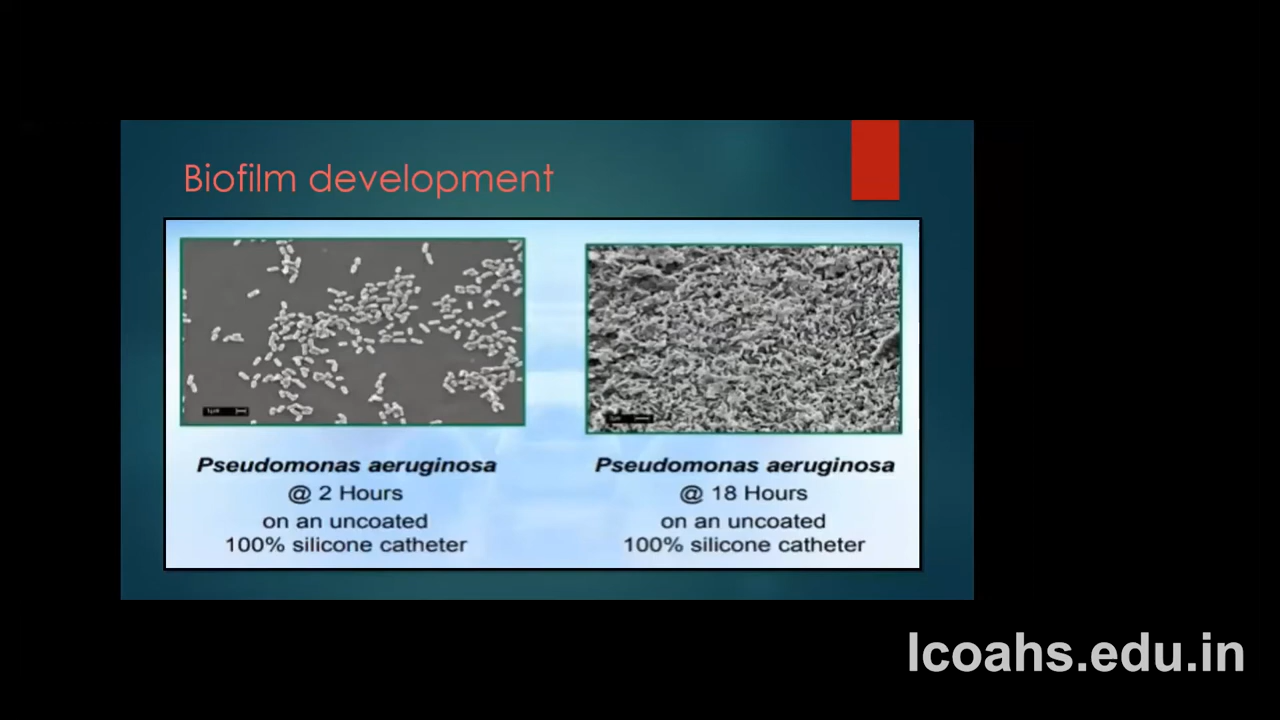 Biofilm development
Pseudomonas aeruginosa
@ 2 Hours
on an uncoated
100% silicone catheter
Pseudomonas aeruginosa
@ 18 Hours
on an uncoated
100% silicone catheter
lcoahs.edu.in